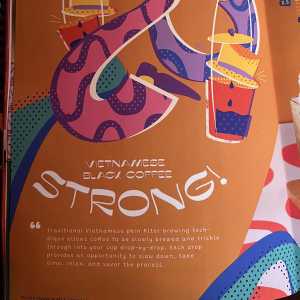 VIETNAMESE
BLACK COFFEE
STRONG!
“ Traditional Vietnamese phin filter brewing tech-
nique allows coffee to be slowly brewed and trickle
through into your cup drop-by-drop. Each drop
provides an opportunity to slow down, take
time, relax, and savor the process.